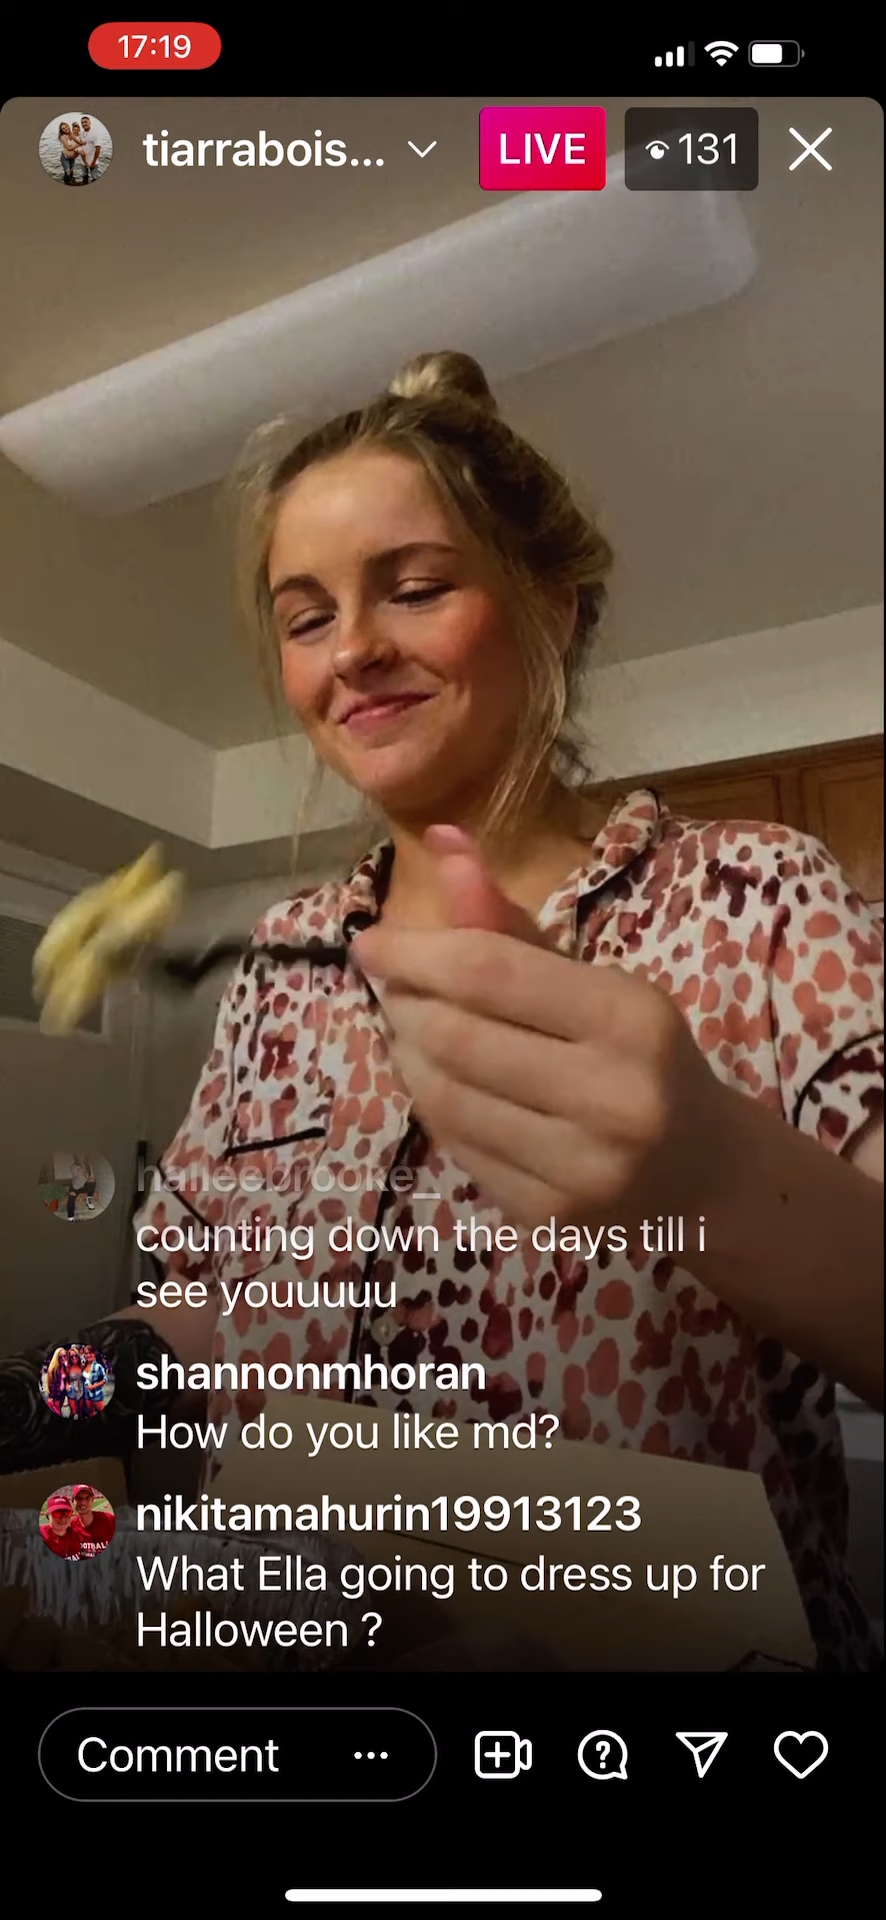 17:19
tiarrabois...
LIVE
131
haileebrooke_
counting down the days till i
see youuuuu
shannonmhoran
How do you like md?
nikitamahurin19913123
What Ella going to dress up for
Halloween ?
Comment